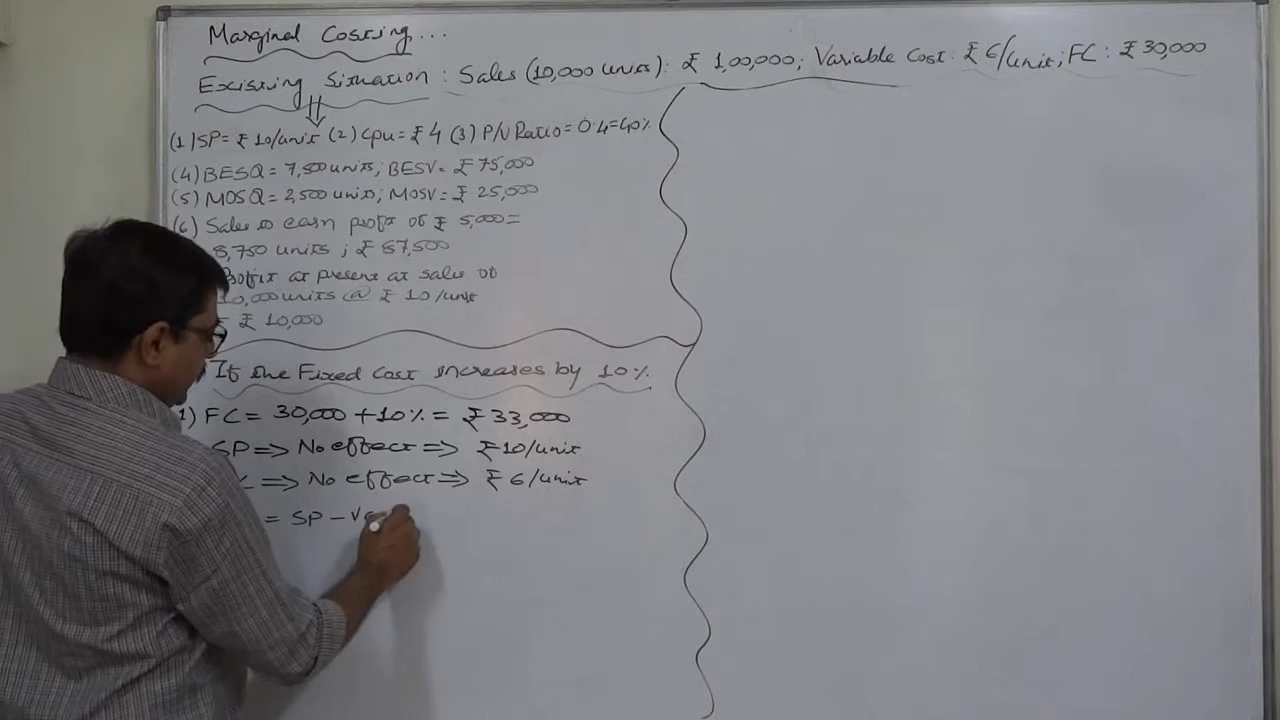 Marginal Costing...
Existing Situation : Sales (10,000 units) : ₹ 1,00,000; Variable Cost : ₹ 6/unit; FC : ₹ 30,000
(1) SP = ₹ 10/unit (2) Cpu = ₹ 4 (3) P/V Ratio = 0.4 = 40%
(4) BESQ = 7,500 units; BESV = ₹ 75,000
(5) MOSQ = 2,500 units; MOSV = ₹ 25,000
(6) Sales to earn profit of ₹ 5,000 =
8,750 units ; ₹ 87,500
Profit at present at sales of
10,000 units @ ₹ 10/unit
= ₹ 10,000
If the Fixed Cost increases by 10%
1) FC = 30,000 + 10% = ₹ 33,000
SP => No effect => ₹ 10/unit
=> No effect => ₹ 6/unit
= SP -